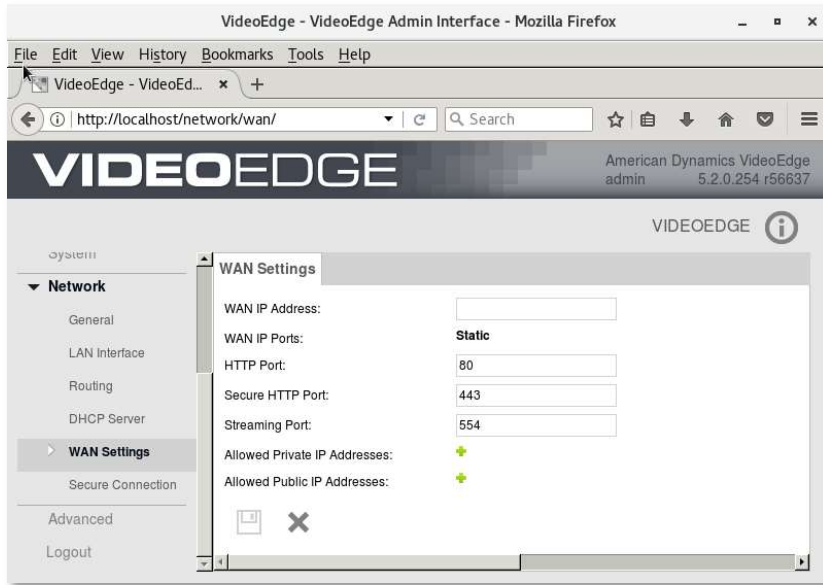 VideoEdge - VideoEdge Admin Interface - Mozilla Firefox
File Edit View History Bookmarks Tools Help
VideoEdge - VideoEd...
http://localhost/network/wan/
Search
VIDEOEDGE
American Dynamics VideoEdge
admin 5.2.0.254 r56637
VIDEOEDGE
System
Network
General
LAN Interface
Routing
DHCP Server
WAN Settings
Secure Connection
Advanced
Logout
WAN Settings
WAN IP Address:
WAN IP Ports: Static
HTTP Port: 80
Secure HTTP Port: 443
Streaming Port: 554
Allowed Private IP Addresses:
Allowed Public IP Addresses: